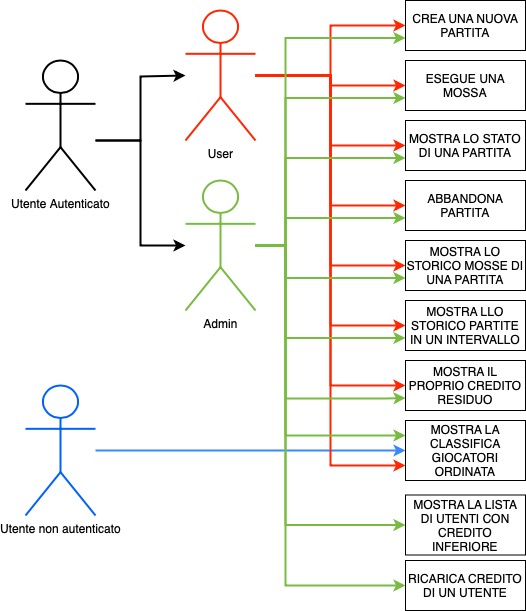 CREA UNA NUOVA
PARTITA
ESEGUE UNA
MOSSA
MOSTRA LO STATO
DI UNA PARTITA
ABBANDONA
PARTITA
MOSTRA LO
STORICO MOSSE DI
UNA PARTITA
MOSTRA LLO
STORICO PARTITE
IN UN INTERVALLO
MOSTRA IL
PROPRIO CREDITO
RESIDUO
MOSTRA LA
CLASSIFICA
GIOCATORI
ORDINATA
MOSTRA LA LISTA
DI UTENTI CON
CREDITO
INFERIORE
RICARICA CREDITO
DI UN UTENTE
User
Utente Autenticato
Admin
Utente non autenticato